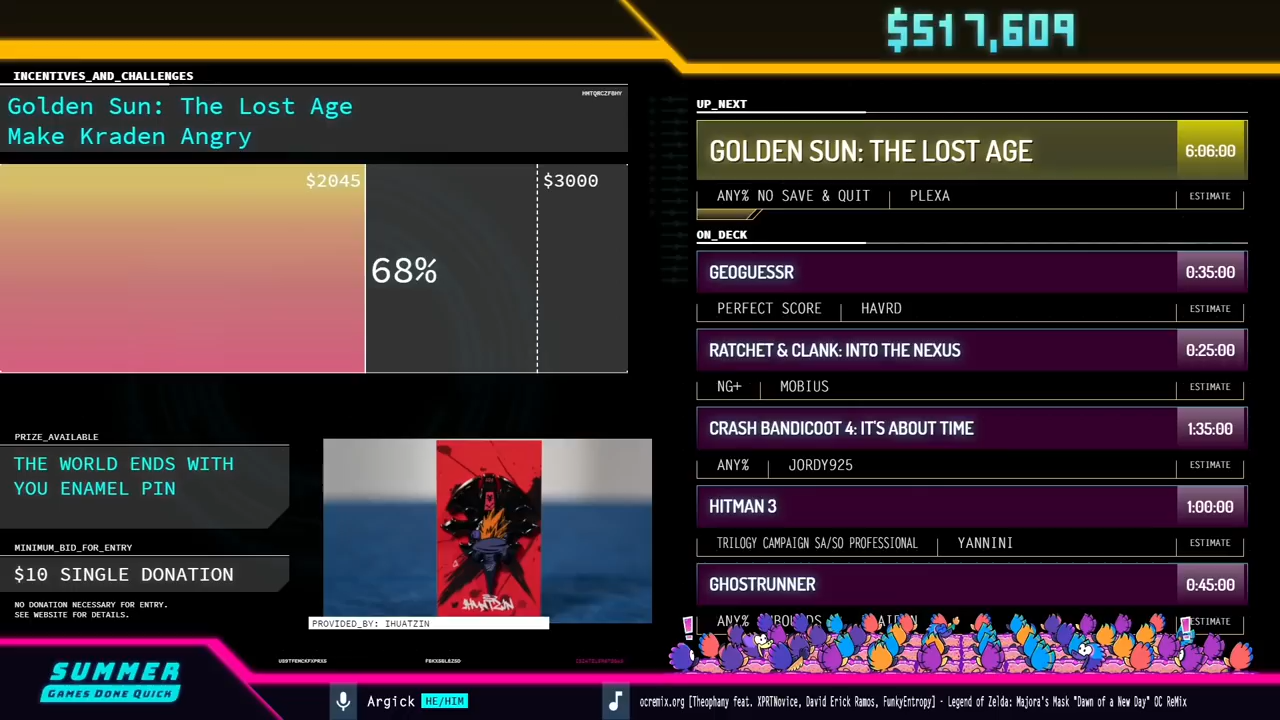 $517,609
INCENTIVES_AND_CHALLENGES
Golden Sun: The Lost Age
Make Kraden Angry
$2045
$3000
68%
UP_NEXT
GOLDEN SUN: THE LOST AGE
6:06:00
ANY% NO SAVE & QUIT
PLEXA
ESTIMATE
ON_DECK
GEOGUESSR
0:35:00
PERFECT SCORE
HAVRD
ESTIMATE
RATCHET & CLANK: INTO THE NEXUS
0:25:00
NG+
MOBIUS
ESTIMATE
CRASH BANDICOOT 4: IT'S ABOUT TIME
1:35:00
ANY%
JORDY925
ESTIMATE
HITMAN 3
1:00:00
TRILOGY CAMPAIGN SA/SO PROFESSIONAL
YANNINI
ESTIMATE
GHOSTRUNNER
0:45:00
ANY%
PRIZE_AVAILABLE
THE WORLD ENDS WITH
YOU ENAMEL PIN
MINIMUM_BID_FOR_ENTRY
$10 SINGLE DONATION
NO DONATION NECESSARY FOR ENTRY.
SEE WEBSITE FOR DETAILS.
PROVIDED_BY: IHUATZIN
SUMMER
GAMES DONE QUICK
Argick
HE/HIM
ocremix.org [Theophany feat. XPRTNovice, David Erick Ramos, FunkyEntropy] - Legend of Zelda: Majora's Mask "Dawn of a New Day" OC ReMix